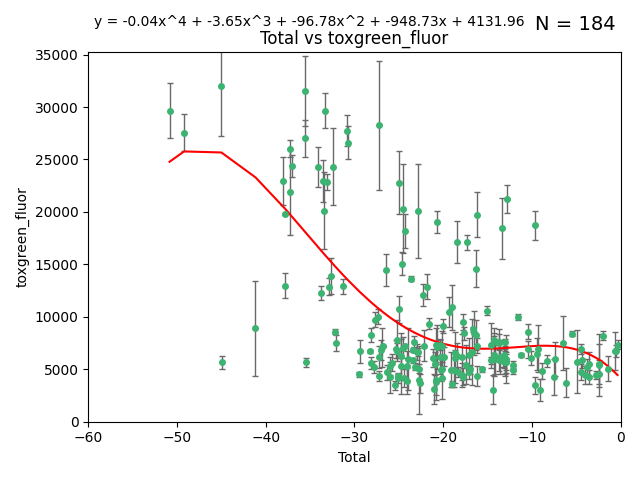 y = -0.04x^4 + -3.65x^3 + -96.78x^2 + -948.73x + 4131.96 N = 184
Total vs toxgreen_fluor
35000
30000
25000
20000
15000
10000
5000
0
toxgreen_fluor
−60 −50 −40 −30 −20 −10 0
Total